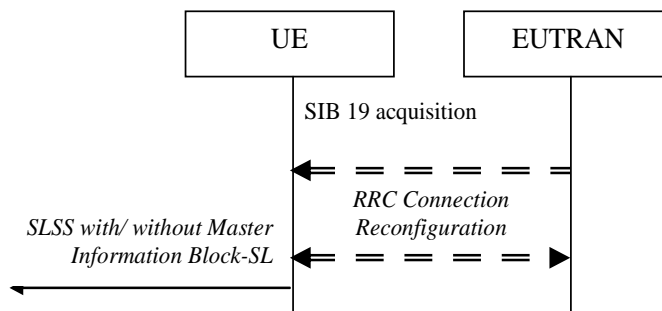 UE
EUTRAN
SIB 19 acquisition
RRC Connection
Reconfiguration
SLSS with/ without Master
Information Block-SL